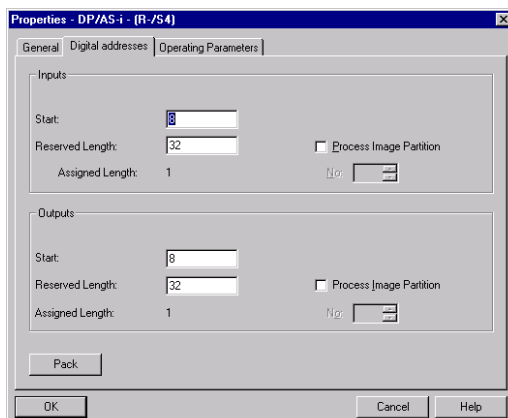 Properties - DP/AS-i - (R-/S4)
General Digital addresses Operating Parameters
Inputs
Start: 8
Reserved Length: 32 Process Image Partition
Assigned Length: 1 No:
Outputs
Start: 8
Reserved Length: 32 Process Image Partition
Assigned Length: 1 No:
Pack
OK Cancel Help